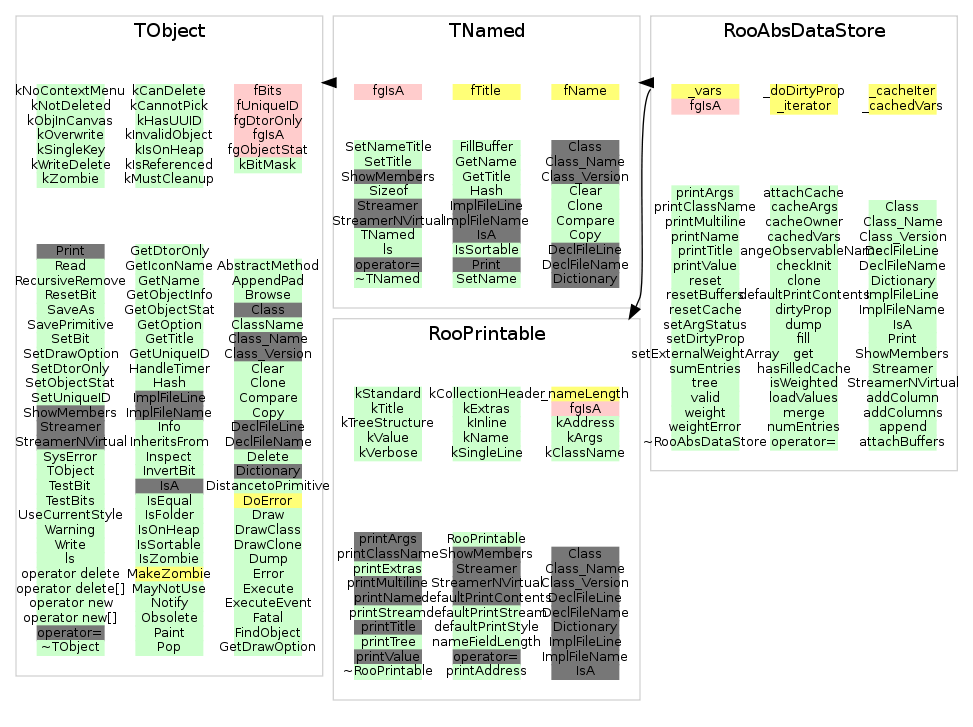 TObject
kNoContextMenu kCanDelete fBits
kNotDeleted kCannotPick fUniqueID
kObjInCanvas kHasUUID fgDtorOnly
kOverwrite kInvalidObject fgIsA
kSingleKey kIsOnHeap fgObjectStat
kWriteDelete kIsReferenced kBitMask
kZombie kMustCleanup
Print GetDtorOnly
Read GetIconName AbstractMethod
RecursiveRemove GetName AppendPad
ResetBit GetObjectInfo Browse
SaveAs GetObjectStat Class
SavePrimitive GetOption ClassName
SetBit GetTitle Class_Name
SetDrawOption GetUniqueID Class_Version
SetDtorOnly HandleTimer Clear
SetObjectStat Hash Clone
SetUniqueID ImplFileLine Compare
ShowMembers ImplFileName Copy
Streamer Info DeclFileLine
StreamerNVirtual InheritsFrom DeclFileName
SysError Inspect Delete
TObject InvertBit Dictionary
TestBit IsA DistancetoPrimitive
TestBits IsEqual DoError
UseCurrentStyle IsFolder Draw
Warning IsOnHeap DrawClass
Write IsSortable DrawClone
ls IsZombie Dump
operator delete MakeZombie Error
operator delete[] MayNotUse Execute
operator new Notify ExecuteEvent
operator new[] Obsolete Fatal
operator= Paint FindObject
~TObject Pop GetDrawOption
TNamed
fgIsA fTitle fName
SetNameTitle FillBuffer Class
SetTitle GetName Class_Name
ShowMembers GetTitle Class_Version
Sizeof Hash Clear
Streamer ImplFileLine Clone
StreamerNVirtual ImplFileName Compare
TNamed IsA Copy
ls IsSortable DeclFileLine
operator= Print DeclFileName
~TNamed SetName Dictionary
RooPrintable
kStandard kCollectionHeader _nameLength
kTitle kExtras fgIsA
kTreeStructure kInline kAddress
kValue kName kArgs
kVerbose kSingleLine kClassName
printArgs RooPrintable
printClassName ShowMembers Class
printExtras Streamer Class_Name
printMultiline StreamerNVirtual Class_Version
printName defaultPrintContents DeclFileLine
printStream defaultPrintStream DeclFileName
printTitle defaultPrintStyle Dictionary
printTree nameFieldLength ImplFileLine
printValue operator= ImplFileName
~RooPrintable printAddress IsA
RooAbsDataStore
_vars _doDirtyProp _cacheIter
fgIsA _iterator _cachedVars
printArgs attachCache
printClassName cacheArgs Class
printMultiline cacheOwner Class_Name
printName cachedVars Class_Version
printTitle angeObservableName DeclFileLine
printValue checkInit DeclFileName
reset clone Dictionary
resetBuffers defaultPrintContents ImplFileLine
resetCache dirtyProp ImplFileName
setArgStatus dump IsA
setDirtyProp fill Print
setExternalWeightArray get ShowMembers
sumEntries hasFilledCache Streamer
tree isWeighted StreamerNVirtual
valid loadValues addColumn
weight merge addColumns
weightError numEntries append
~RooAbsDataStore operator= attachBuffers